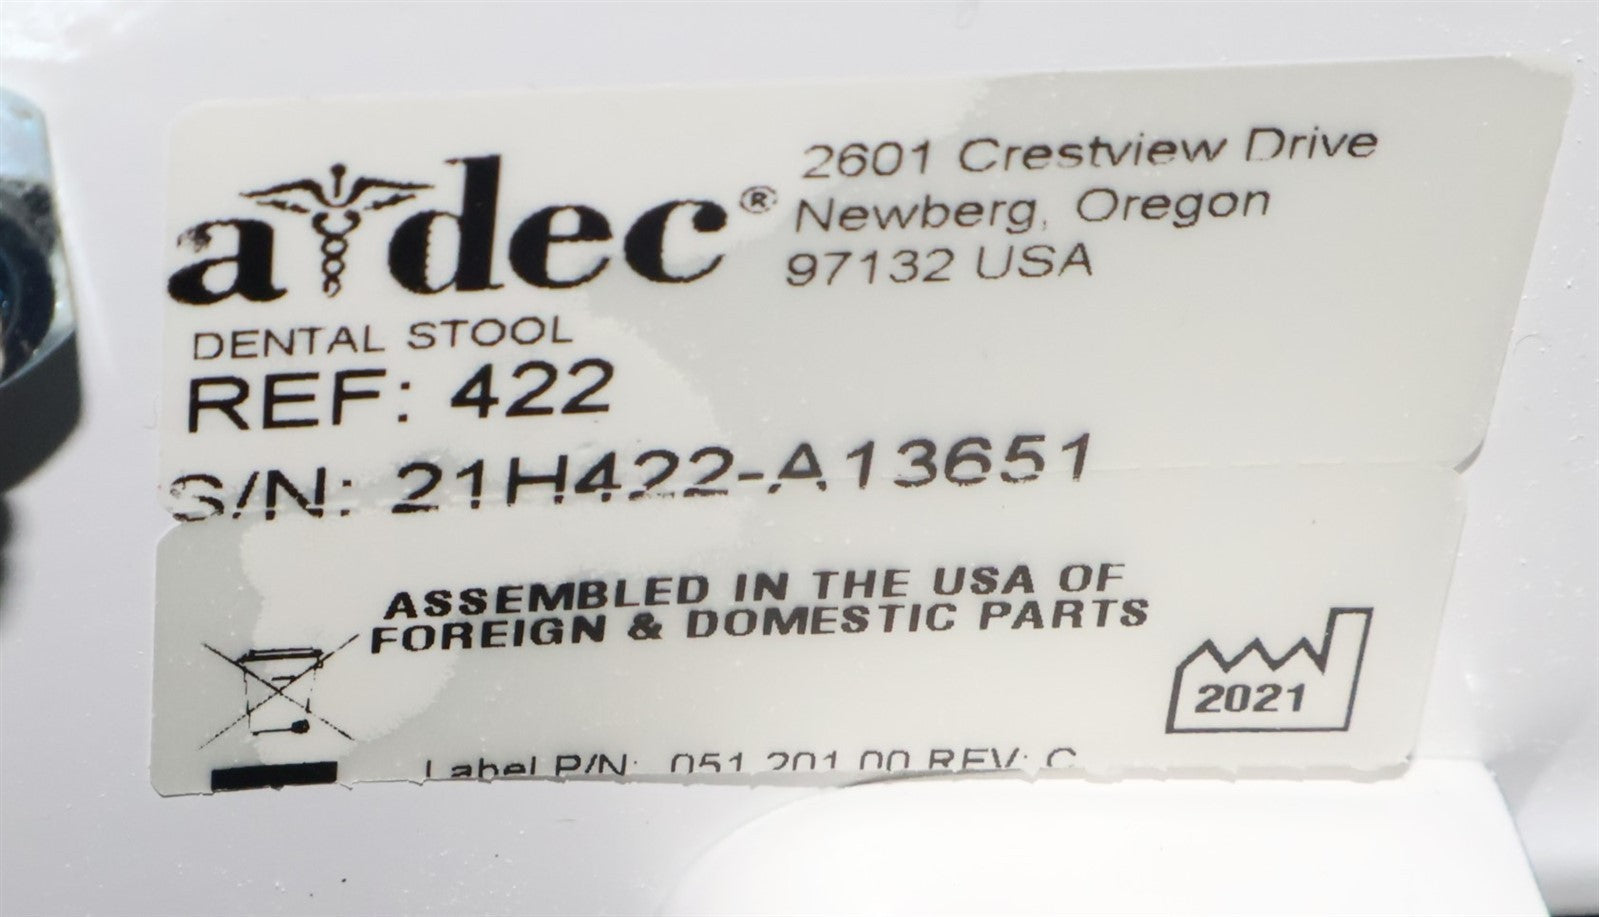 a dec® 
2601 Crestview Drive
Newberg, Oregon
97132 USA
DENTAL STOOL
REF: 422
S/N: 21H422-A13651
ASSEMBLED IN THE USA OF
FOREIGN & DOMESTIC PARTS
2021
Label P/N: 051.201.00 REV: C